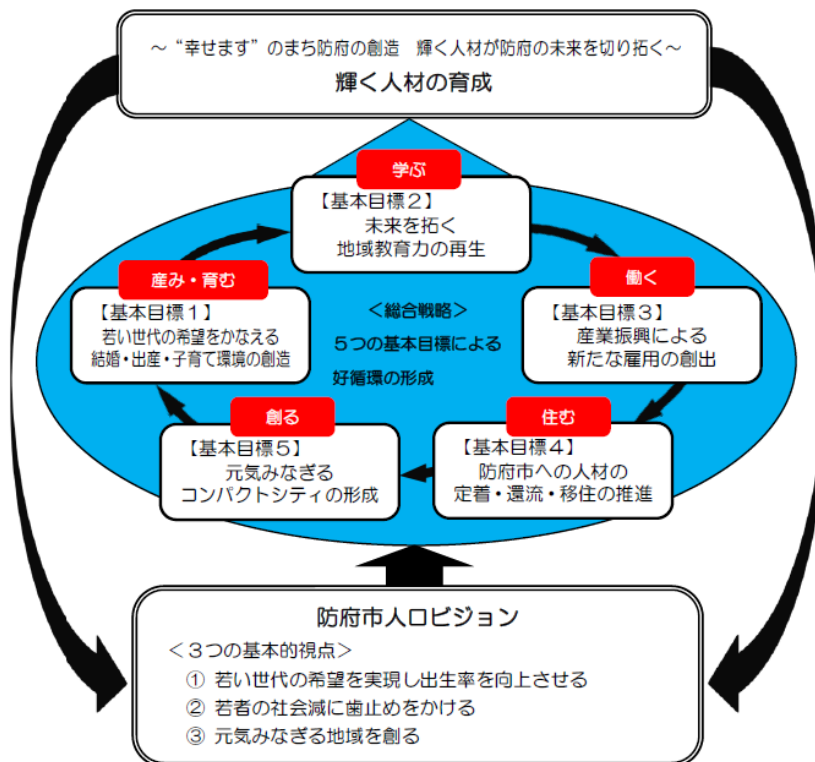 ～ “幸せます” のまち防府の創造　輝く人材が防府の未来を切り拓く～
輝く人材の育成
学ぶ
【基本目標２】
未来を拓く
地域教育力の再生
産み・育む
【基本目標１】
若い世代の希望をかなえる
結婚・出産・子育て環境の創造
働く
【基本目標３】
産業振興による
新たな雇用の創出
＜総合戦略＞
５つの基本目標による
好循環の形成
創る
【基本目標５】
元気みなぎる
コンパクトシティの形成
住む
【基本目標４】
防府市への人材の
定着・還流・移住の推進
防府市人口ビジョン
＜３つの基本的視点＞
① 若い世代の希望を実現し出生率を向上させる
② 若者の社会減に歯止めをかける
③ 元気みなぎる地域を創る